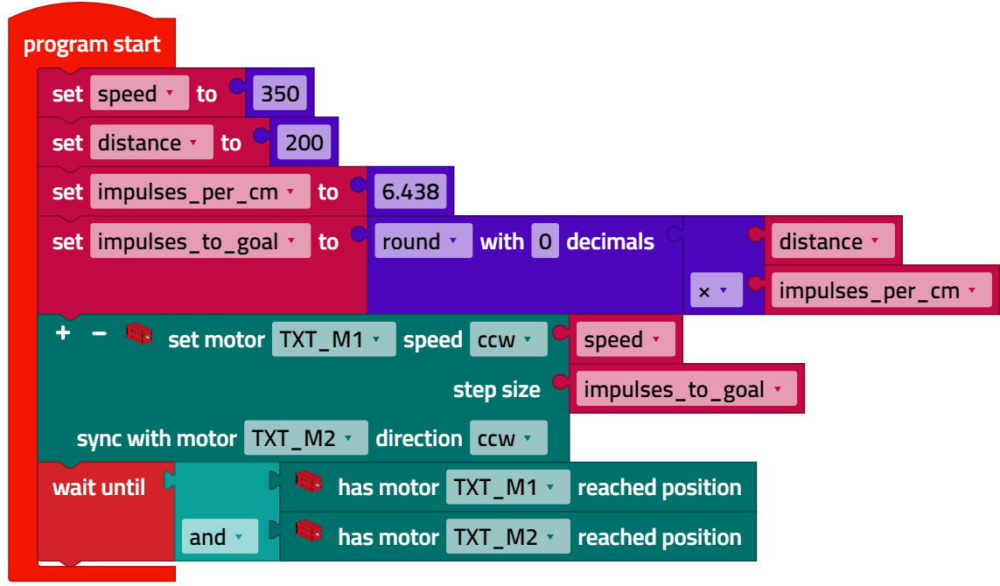 program start
set speed to 350
set distance to 200
set impulses_per_cm to 6.438
set impulses_to_goal to round with 0 decimals distance
× impulses_per_cm
+ − set motor TXT_M1 speed ccw speed
step size impulses_to_goal
sync with motor TXT_M2 direction ccw
wait until has motor TXT_M1 reached position
and has motor TXT_M2 reached position